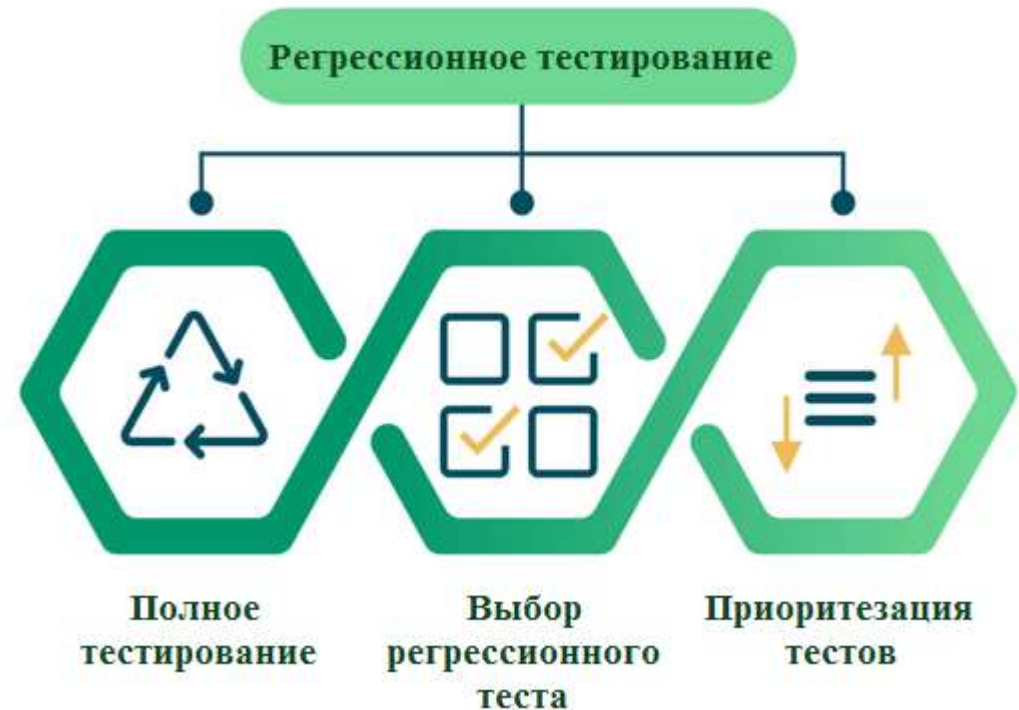 Регрессионное тестирование
Полное
тестирование
Выбор
регрессионного
теста
Приоритезация
тестов